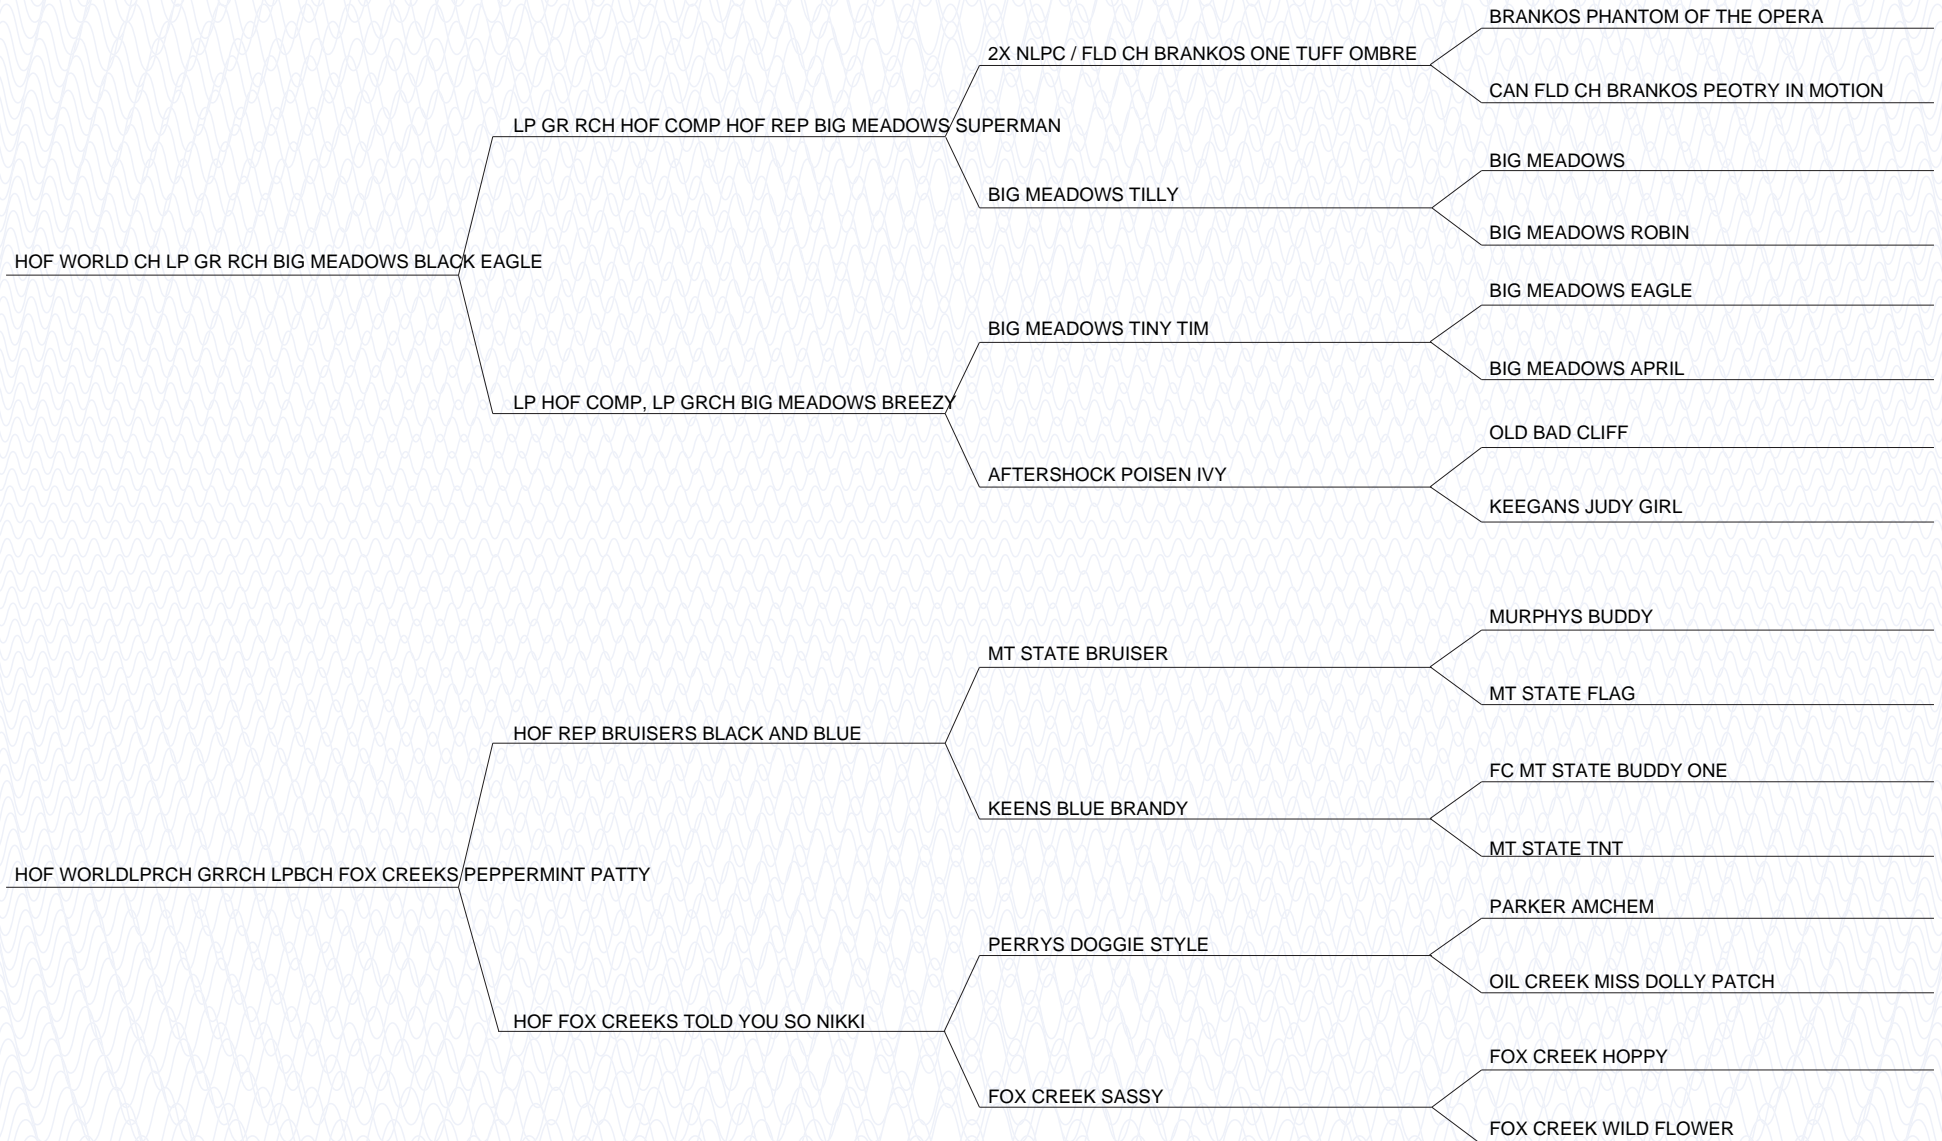 BRANKOS PHANTOM OF THE OPERA
2X NLPC / FLD CH BRANKOS ONE TUFF OMBRE
CAN FLD CH BRANKOS PEOTRY IN MOTION
LP GR RCH HOF COMP HOF REP BIG MEADOWS SUPERMAN
BIG MEADOWS
BIG MEADOWS TILLY
BIG MEADOWS ROBIN
HOF WORLD CH LP GR RCH BIG MEADOWS BLACK EAGLE
BIG MEADOWS EAGLE
BIG MEADOWS TINY TIM
BIG MEADOWS APRIL
LP HOF COMP, LP GRCH BIG MEADOWS BREEZY
OLD BAD CLIFF
AFTERSHOCK POISEN IVY
KEEGANS JUDY GIRL
MURPHYS BUDDY
MT STATE BRUISER
MT STATE FLAG
HOF REP BRUISERS BLACK AND BLUE
FC MT STATE BUDDY ONE
KEENS BLUE BRANDY
MT STATE TNT
HOF WORLDLPRCH GRRCH LPBCH FOX CREEKS PEPPERMINT PATTY
PARKER AMCHEM
PERRYS DOGGIE STYLE
OIL CREEK MISS DOLLY PATCH
HOF FOX CREEKS TOLD YOU SO NIKKI
FOX CREEK HOPPY
FOX CREEK SASSY
FOX CREEK WILD FLOWER